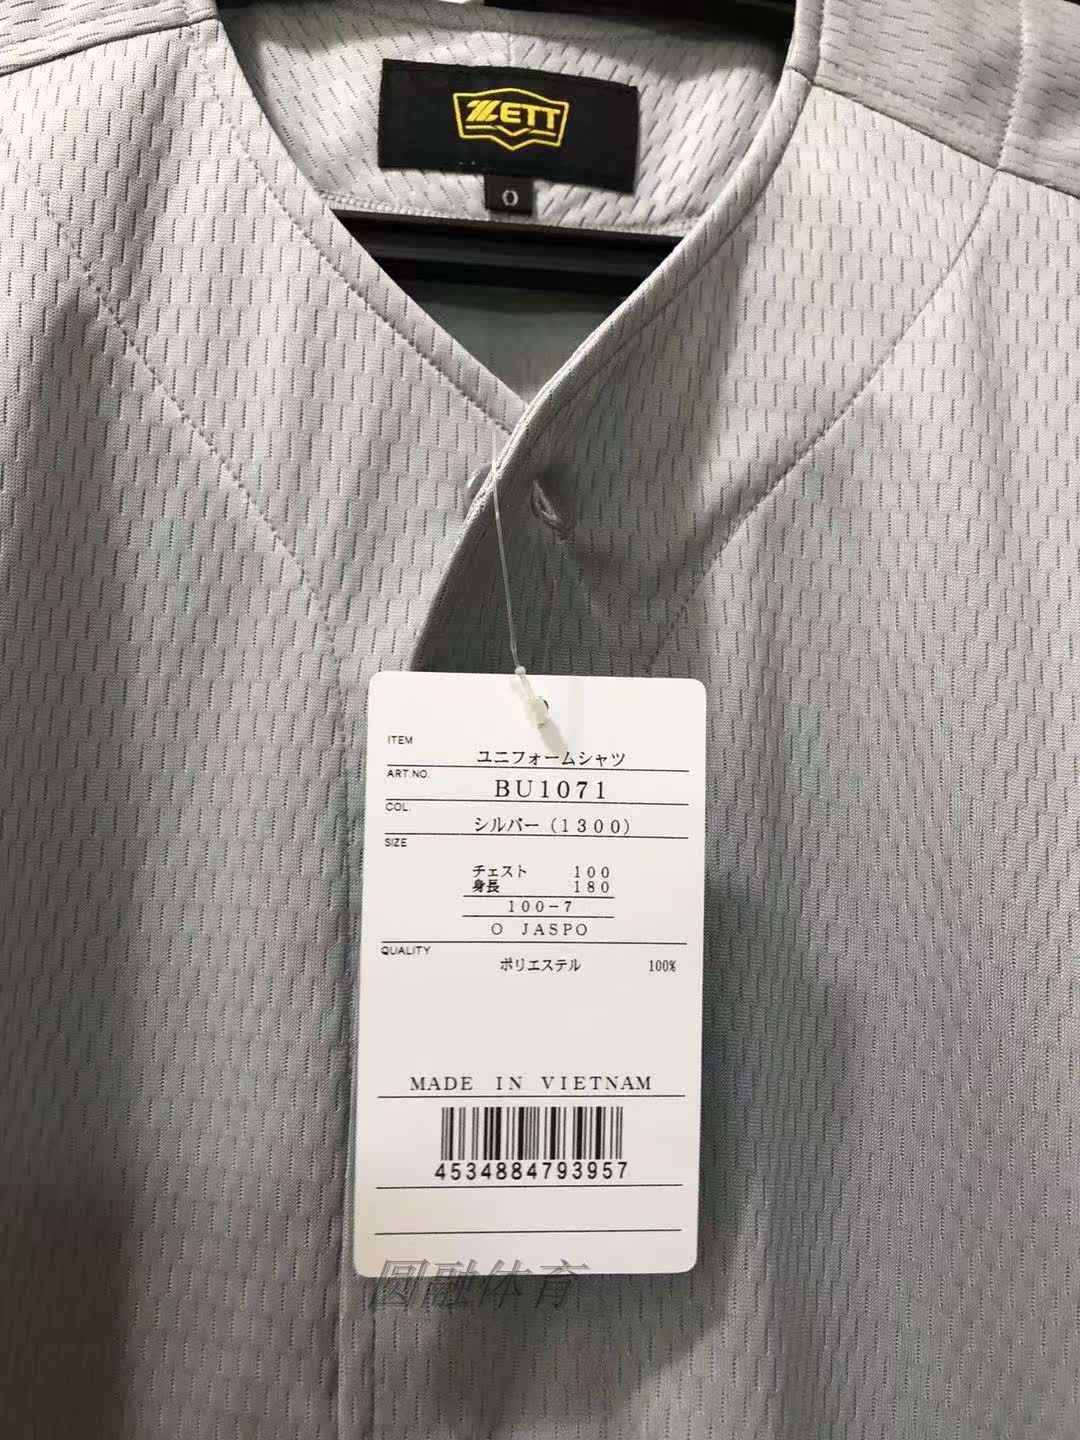 ZETT
O
ITEM
ユニフォームシャツ
ART.NO.
BU1071
COL.
シルバー(1300)
SIZE
チェスト 100
身長 180
100-7
O JASPO
QUALITY
ポリエステル 100%
MADE IN VIETNAM
4534884793957
圆融体育